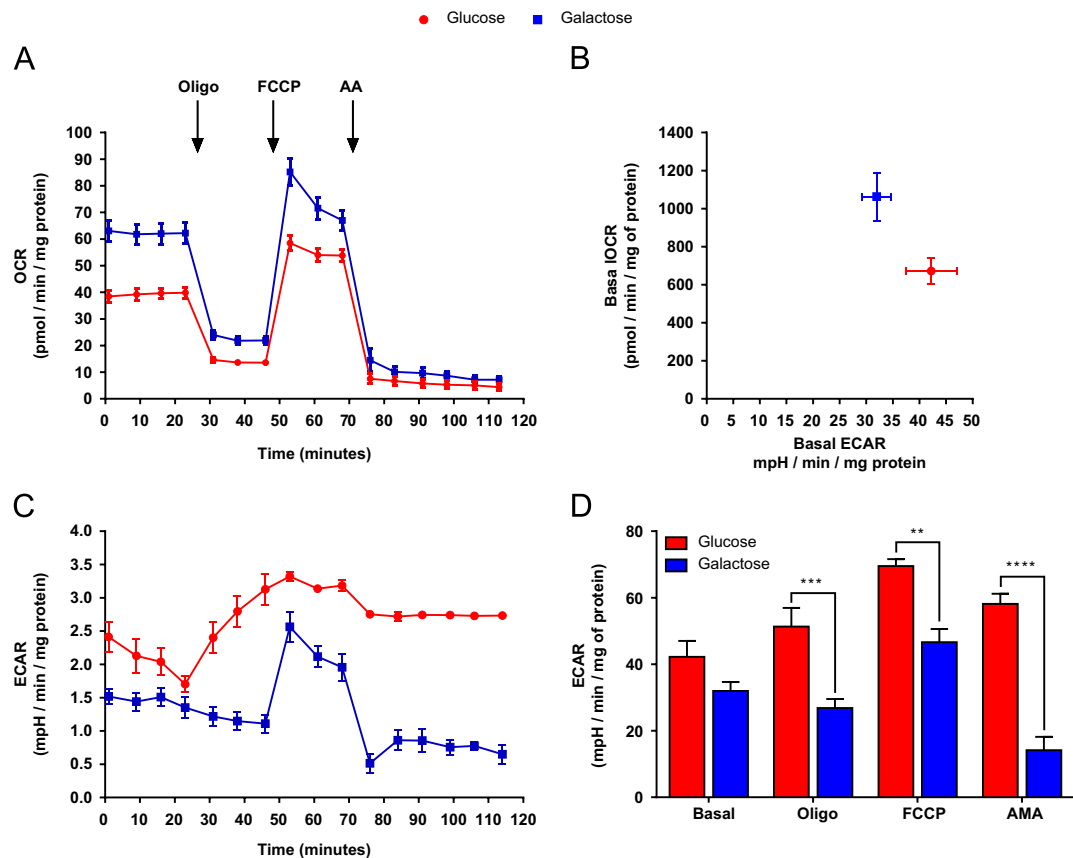 Glucose Galactose
A
Oligo FCCP AA
100
90
80
70
60
50
40
30
20
10
0
OCR
(pmol / min / mg protein)
0 10 20 30 40 50 60 70 80 90 100 110 120
Time (minutes)
B
1400
1200
1000
800
600
400
200
0
Basa lOCR
(pmol / min / mg of protein)
0 5 10 15 20 25 30 35 40 45 50
Basal ECAR
mpH / min / mg protein
C
4.0
3.5
3.0
2.5
2.0
1.5
1.0
0.5
0.0
ECAR
(mpH / min / mg protein)
0 10 20 30 40 50 60 70 80 90 100 110 120
Time (minutes)
D
80
60
40
20
0
ECAR
(mpH / min / mg of protein)
Glucose
Galactose
***
**
****
Basal Oligo FCCP AMA